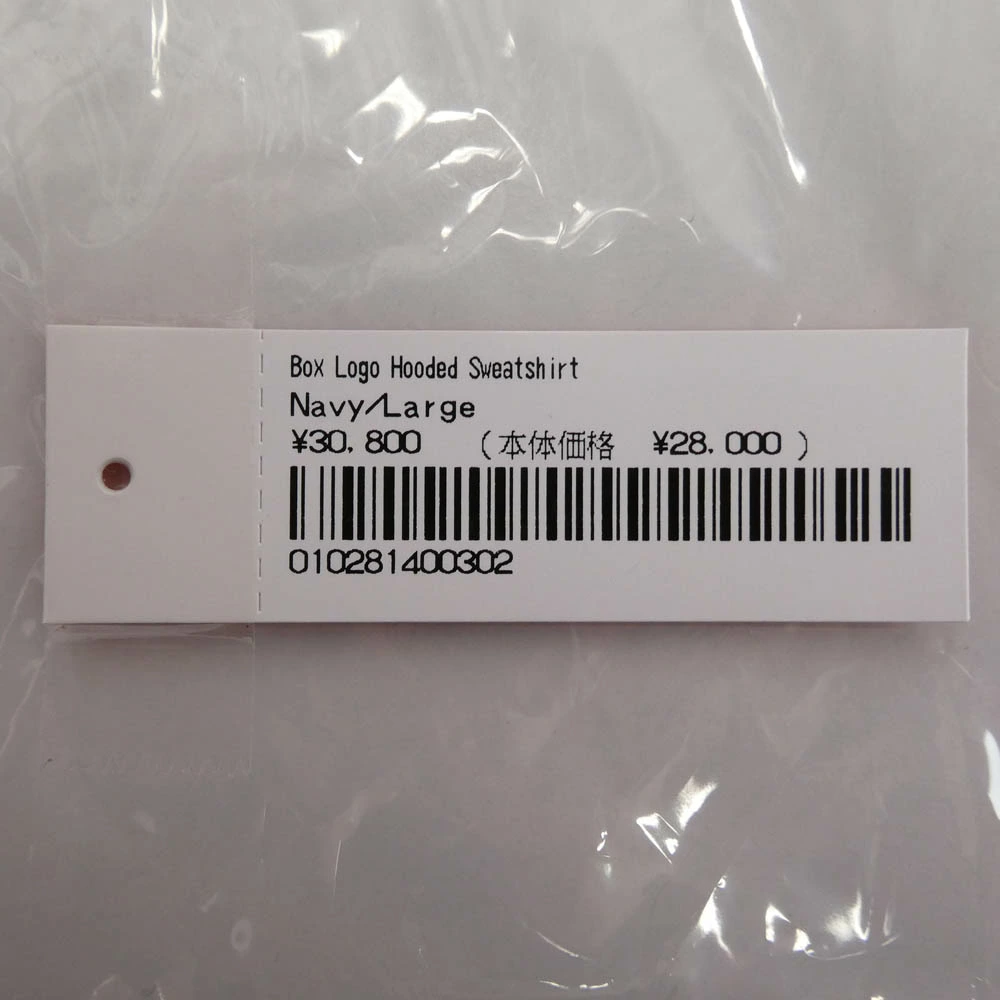 Box Logo Hooded Sweatshirt
Navy/Large
¥30,800 (本体価格 ¥28,000)
010281400302